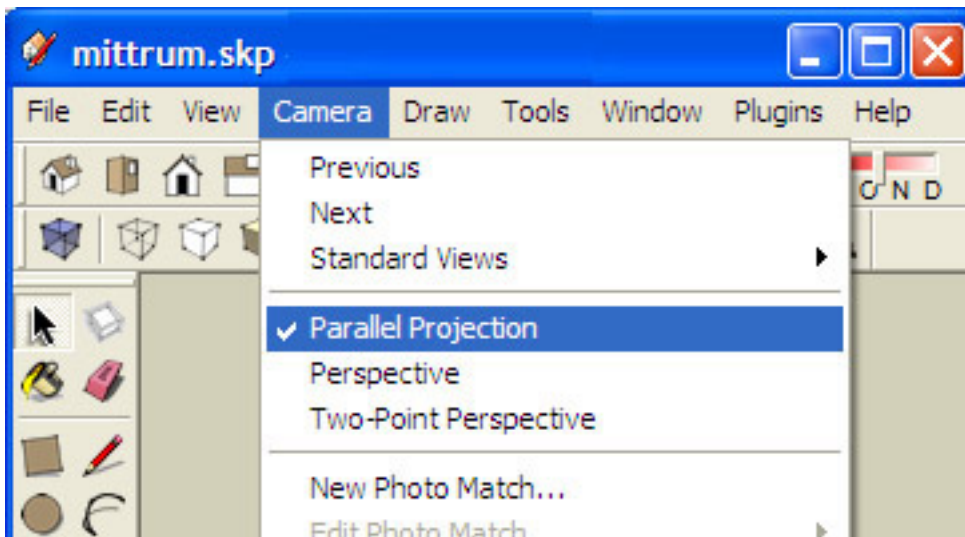 mittrum.skp
File Edit View Camera Draw Tools Window Plugins Help
Previous
O N D
Next
Standard Views
Parallel Projection
Perspective
Two-Point Perspective
New Photo Match...
Edit Photo Match